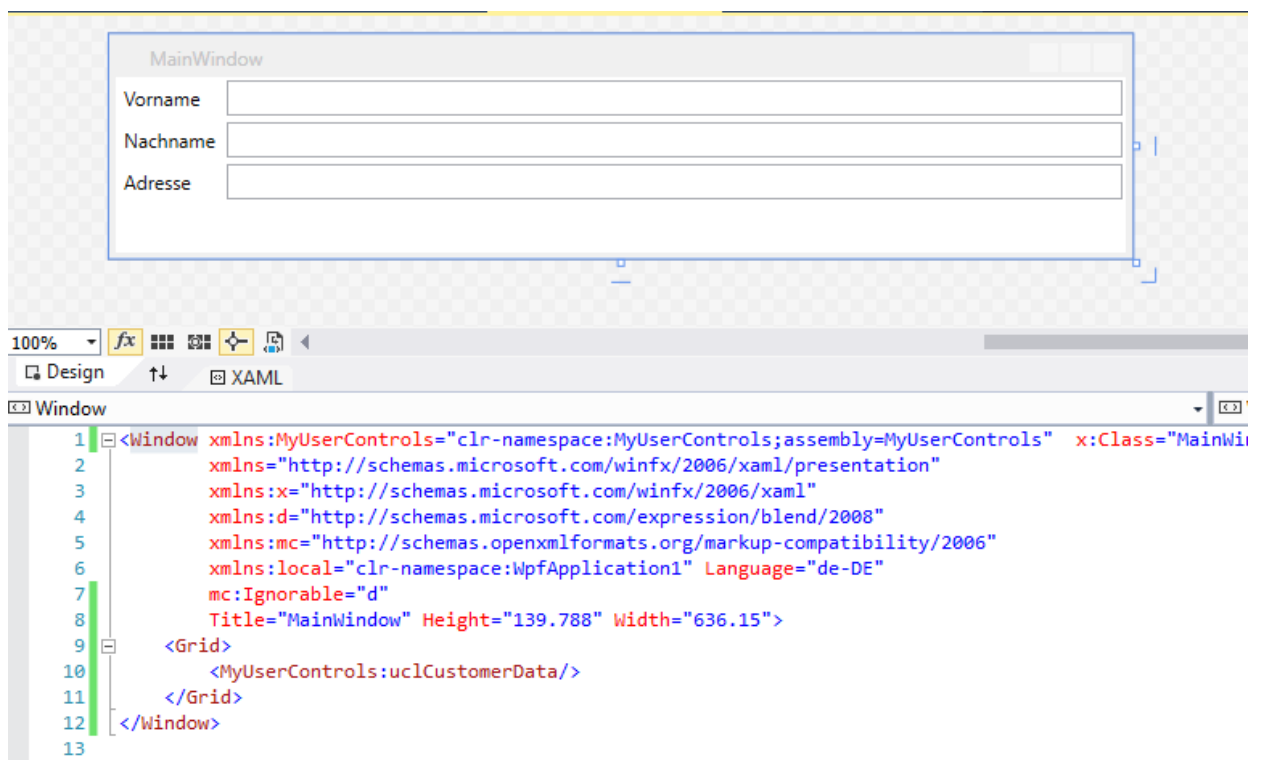 MainWindow
Vorname
Nachname
Adresse
100% fx
Design XAML
Window
1 <Window xmlns:MyUserControls="clr-namespace:MyUserControls;assembly=MyUserControls" x:Class="MainWi
2 xmlns="http://schemas.microsoft.com/winfx/2006/xaml/presentation"
3 xmlns:x="http://schemas.microsoft.com/winfx/2006/xaml"
4 xmlns:d="http://schemas.microsoft.com/expression/blend/2008"
5 xmlns:mc="http://schemas.openxmlformats.org/markup-compatibility/2006"
6 xmlns:local="clr-namespace:WpfApplication1" Language="de-DE"
7 mc:Ignorable="d"
8 Title="MainWindow" Height="139.788" Width="636.15">
9 <Grid>
10 <MyUserControls:uclCustomerData/>
11 </Grid>
12 </Window>
13